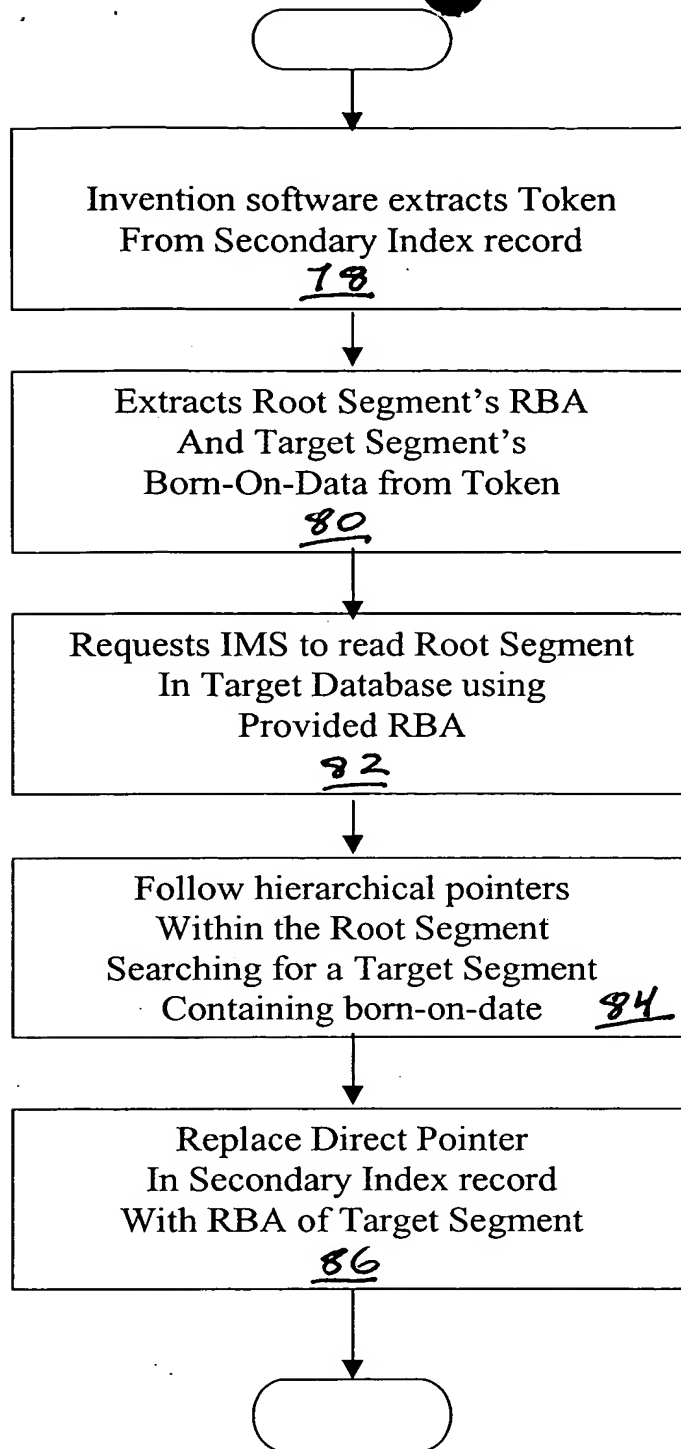 Invention software extracts Token
From Secondary Index record
78
Extracts Root Segment's RBA
And Target Segment's
Born-On-Data from Token
80
Requests IMS to read Root Segment
In Target Database using
Provided RBA
82
Follow hierarchical pointers
Within the Root Segment
Searching for a Target Segment
Containing born-on-date 84
Replace Direct Pointer
In Secondary Index record
With RBA of Target Segment
86